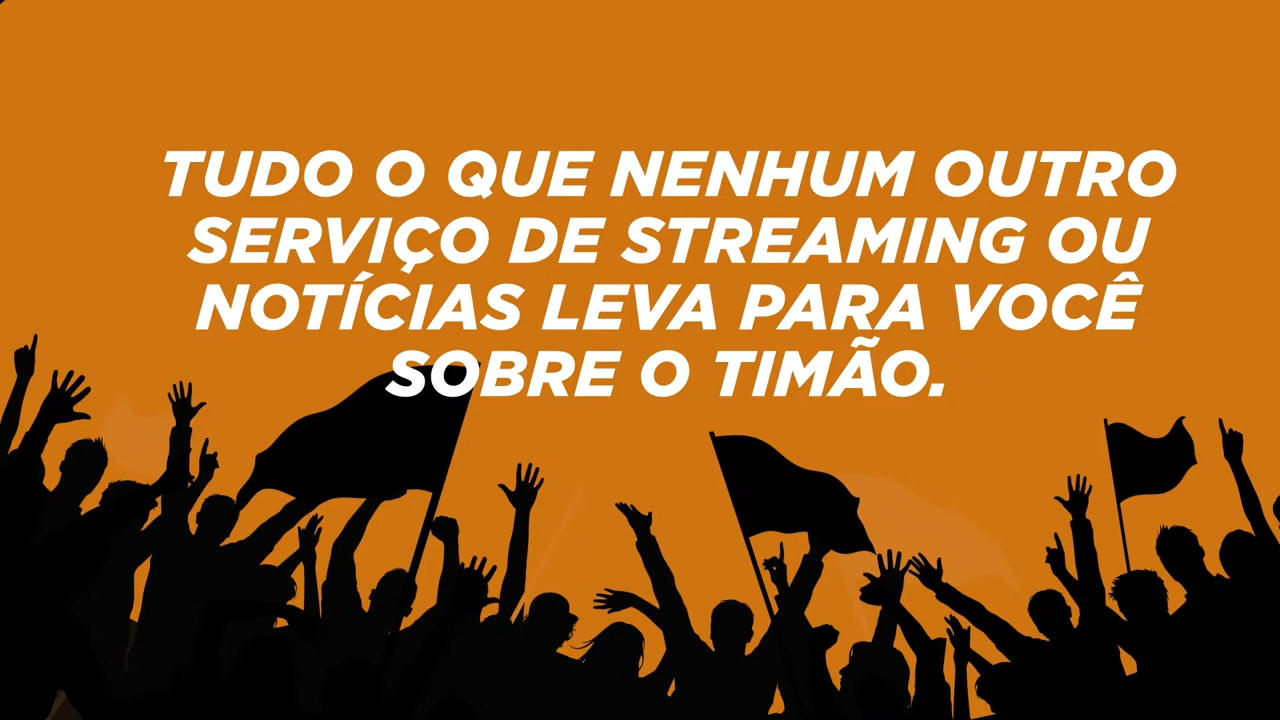 TUDO O QUE NENHUM OUTRO
SERVIÇO DE STREAMING OU
NOTÍCIAS LEVA PARA VOCÊ
SOBRE O TIMÃO.